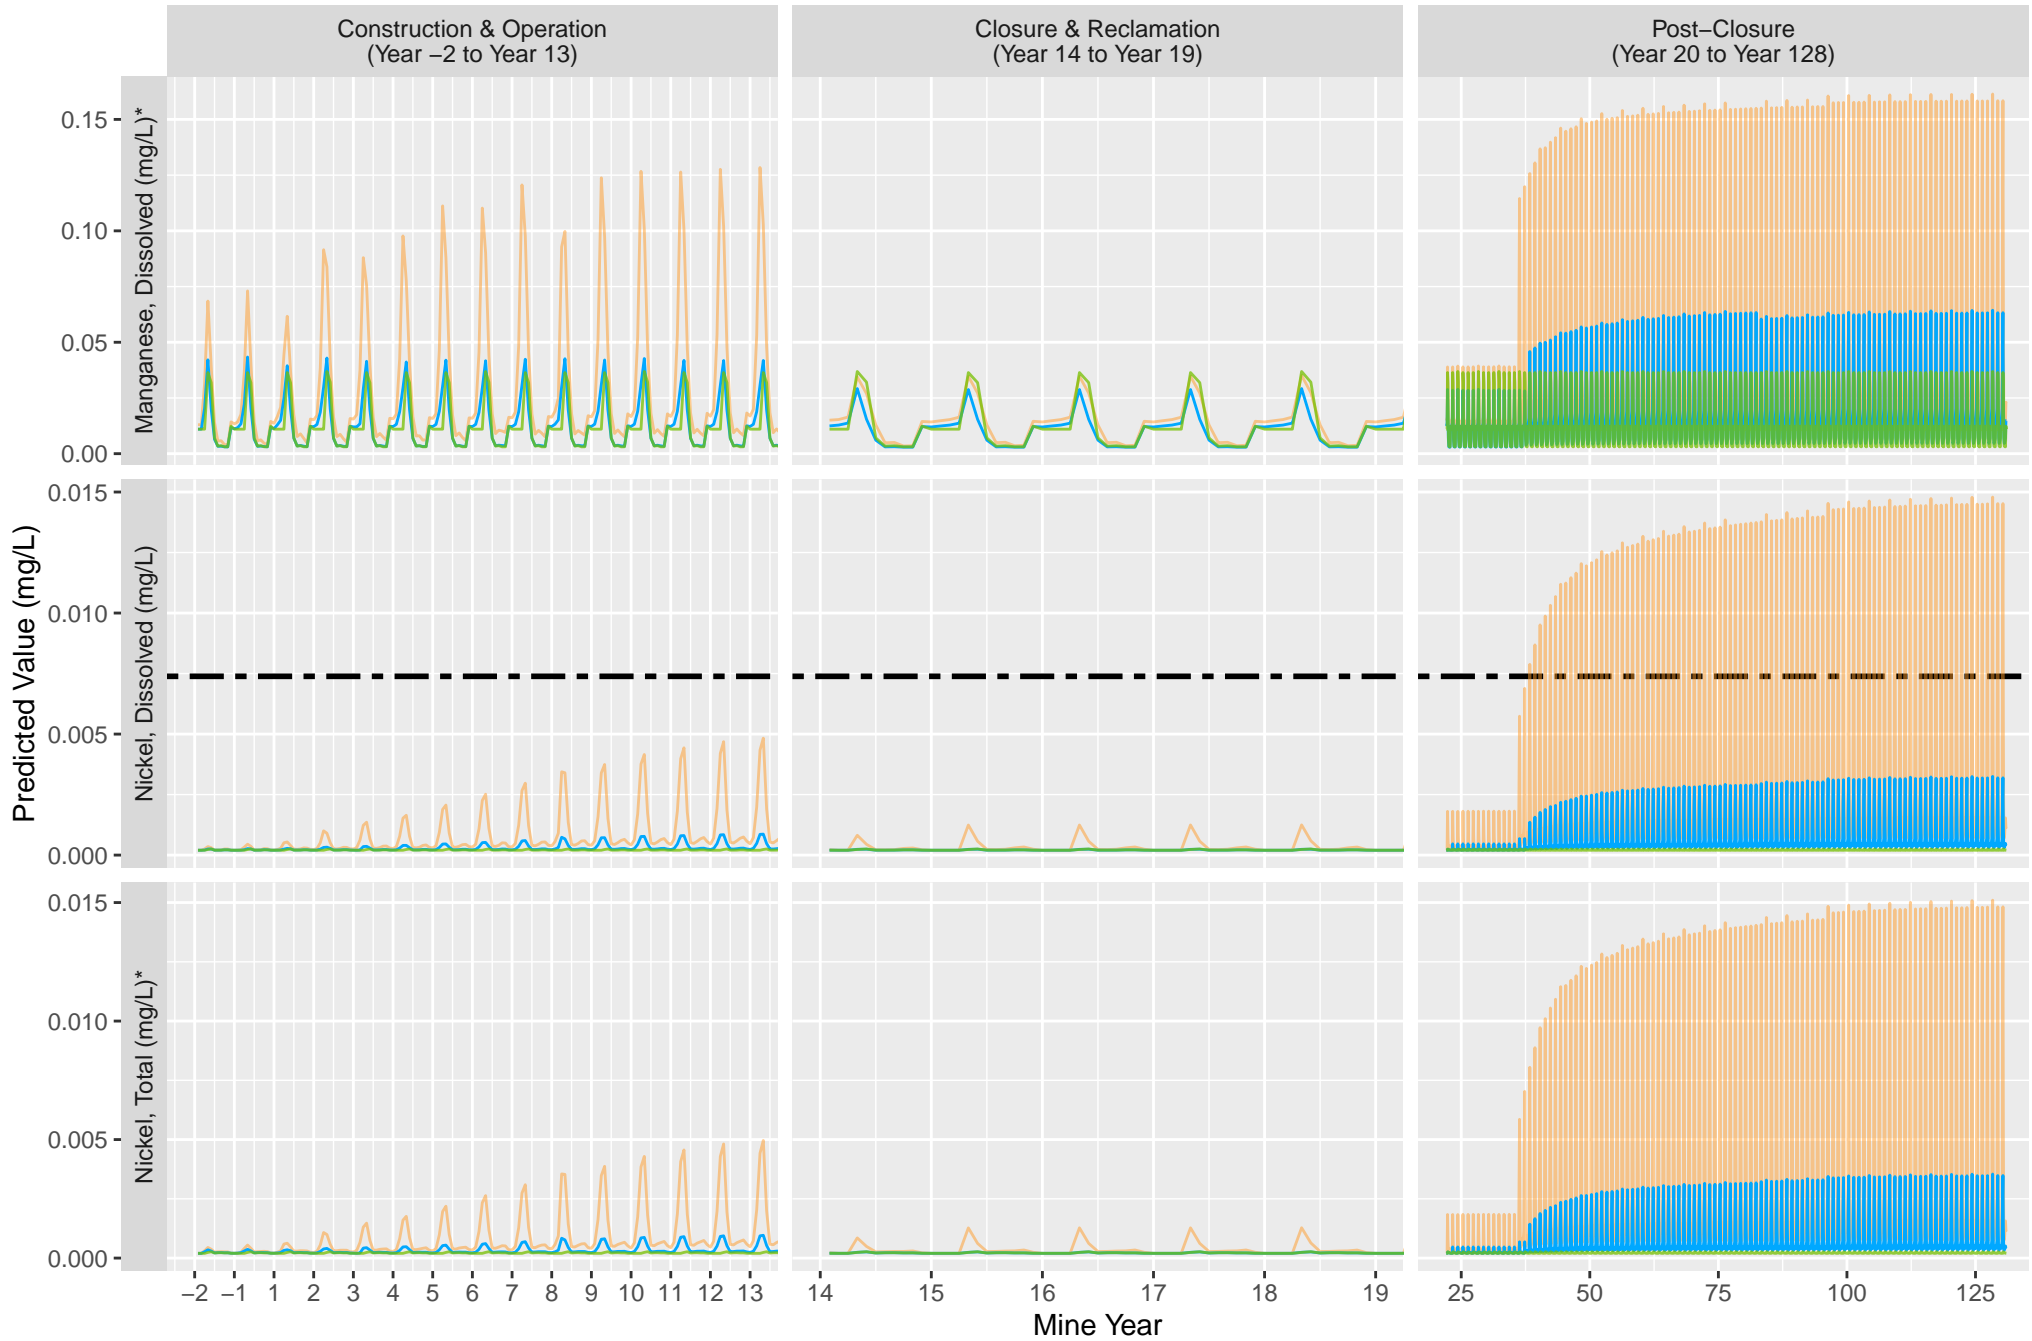 Construction & Operation
(Year −2 to Year 13)
Closure & Reclamation
(Year 14 to Year 19)
Post−Closure
(Year 20 to Year 128)
Predicted Value (mg/L)
Manganese, Dissolved (mg/L)*
0.15
0.10
0.05
0.00
Nickel, Dissolved (mg/L)
0.015
0.010
0.005
0.000
Nickel, Total (mg/L)*
0.015
0.010
0.005
0.000
−2 −1 1 2 3 4 5 6 7 8 9 10 11 12 13
14 15 16 17 18 19
25 50 75 100 125
Mine Year